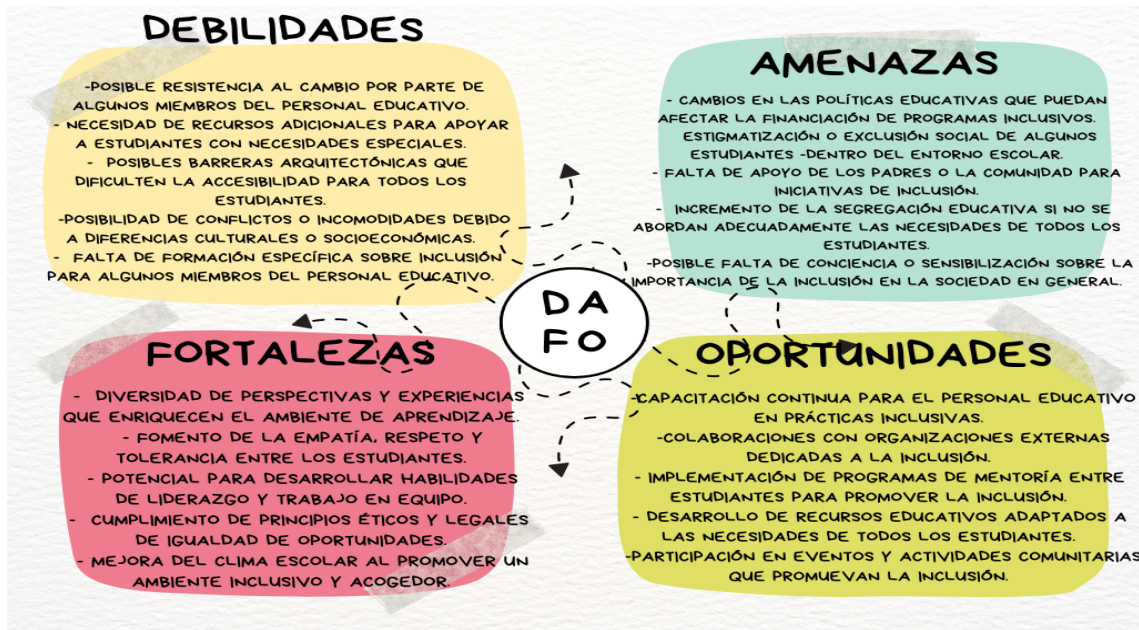 DEBILIDADES
-POSIBLE RESISTENCIA AL CAMBIO POR PARTE DE
ALGUNOS MIEMBROS DEL PERSONAL EDUCATIVO.
- NECESIDAD DE RECURSOS ADICIONALES PARA APOYAR
A ESTUDIANTES CON NECESIDADES ESPECIALES.
- POSIBLES BARRERAS ARQUITECTÓNICAS QUE
DIFICULTEN LA ACCESIBILIDAD PARA TODOS LOS
ESTUDIANTES.
-POSIBILIDAD DE CONFLICTOS O INCOMODIDADES DEBIDO
A DIFERENCIAS CULTURALES O SOCIOECONÓMICAS.
- FALTA DE FORMACIÓN ESPECÍFICA SOBRE INCLUSIÓN
PARA ALGUNOS MIEMBROS DEL PERSONAL EDUCATIVO.
AMENAZAS
- CAMBIOS EN LAS POLÍTICAS EDUCATIVAS QUE PUEDAN
AFECTAR LA FINANCIACIÓN DE PROGRAMAS INCLUSIVOS.
ESTIGMATIZACIÓN O EXCLUSIÓN SOCIAL DE ALGUNOS
ESTUDIANTES -DENTRO DEL ENTORNO ESCOLAR.
- FALTA DE APOYO DE LOS PADRES O LA COMUNIDAD PARA
INICIATIVAS DE INCLUSIÓN.
- INCREMENTO DE LA SEGREGACIÓN EDUCATIVA SI NO SE
ABORDAN ADECUADAMENTE LAS NECESIDADES DE TODOS LOS
ESTUDIANTES.
-POSIBLE FALTA DE CONCIENCIA O SENSIBILIZACIÓN SOBRE LA
IMPORTANCIA DE LA INCLUSIÓN EN LA SOCIEDAD EN GENERAL.
DA
FO
FORTALEZAS
- DIVERSIDAD DE PERSPECTIVAS Y EXPERIENCIAS
QUE ENRIQUECEN EL AMBIENTE DE APRENDIZAJE.
- FOMENTO DE LA EMPATÍA, RESPETO Y
TOLERANCIA ENTRE LOS ESTUDIANTES.
- POTENCIAL PARA DESARROLLAR HABILIDADES
DE LIDERAZGO Y TRABAJO EN EQUIPO.
- CUMPLIMIENTO DE PRINCIPIOS ÉTICOS Y LEGALES
DE IGUALDAD DE OPORTUNIDADES.
- MEJORA DEL CLIMA ESCOLAR AL PROMOVER UN
AMBIENTE INCLUSIVO Y ACOGEDOR.
OPORTUNIDADES
-CAPACITACIÓN CONTINUA PARA EL PERSONAL EDUCATIVO
EN PRÁCTICAS INCLUSIVAS.
-COLABORACIONES CON ORGANIZACIONES EXTERNAS
DEDICADAS A LA INCLUSIÓN.
- IMPLEMENTACIÓN DE PROGRAMAS DE MENTORÍA ENTRE
ESTUDIANTES PARA PROMOVER LA INCLUSIÓN.
- DESARROLLO DE RECURSOS EDUCATIVOS ADAPTADOS A
LAS NECESIDADES DE TODOS LOS ESTUDIANTES.
-PARTICIPACIÓN EN EVENTOS Y ACTIVIDADES COMUNITARIAS
QUE PROMUEVAN LA INCLUSIÓN.